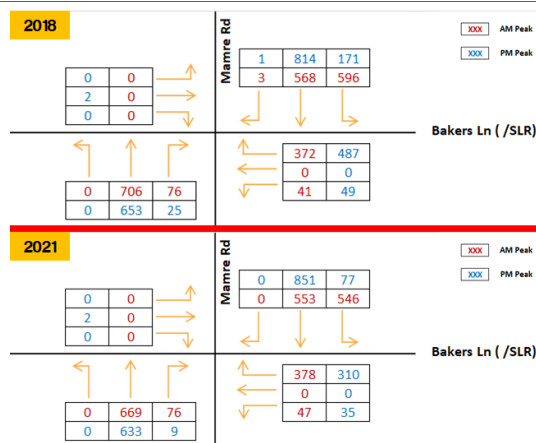 2018
Mamre Rd
XXX AM Peak
XXX PM Peak
1 814 171
3 568 596
0 0
2 0
0 0
Bakers Ln ( /SLR)
372 487
0 0
41 49
0 706 76
0 653 25
2021
Mamre Rd
XXX AM Peak
XXX PM Peak
0 851 77
0 553 546
0 0
2 0
0 0
Bakers Ln ( /SLR)
378 310
0 0
47 35
0 669 76
0 633 9